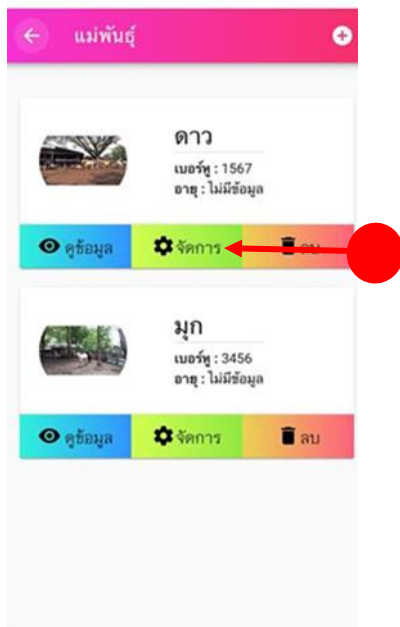 แม่พันธุ์
ดาว
เบอร์หู : 1567
อายุ : ไม่มีข้อมูล
ดูข้อมูล จัดการ ลบ
มุก
เบอร์หู : 3456
อายุ : ไม่มีข้อมูล
ดูข้อมูล จัดการ ลบ